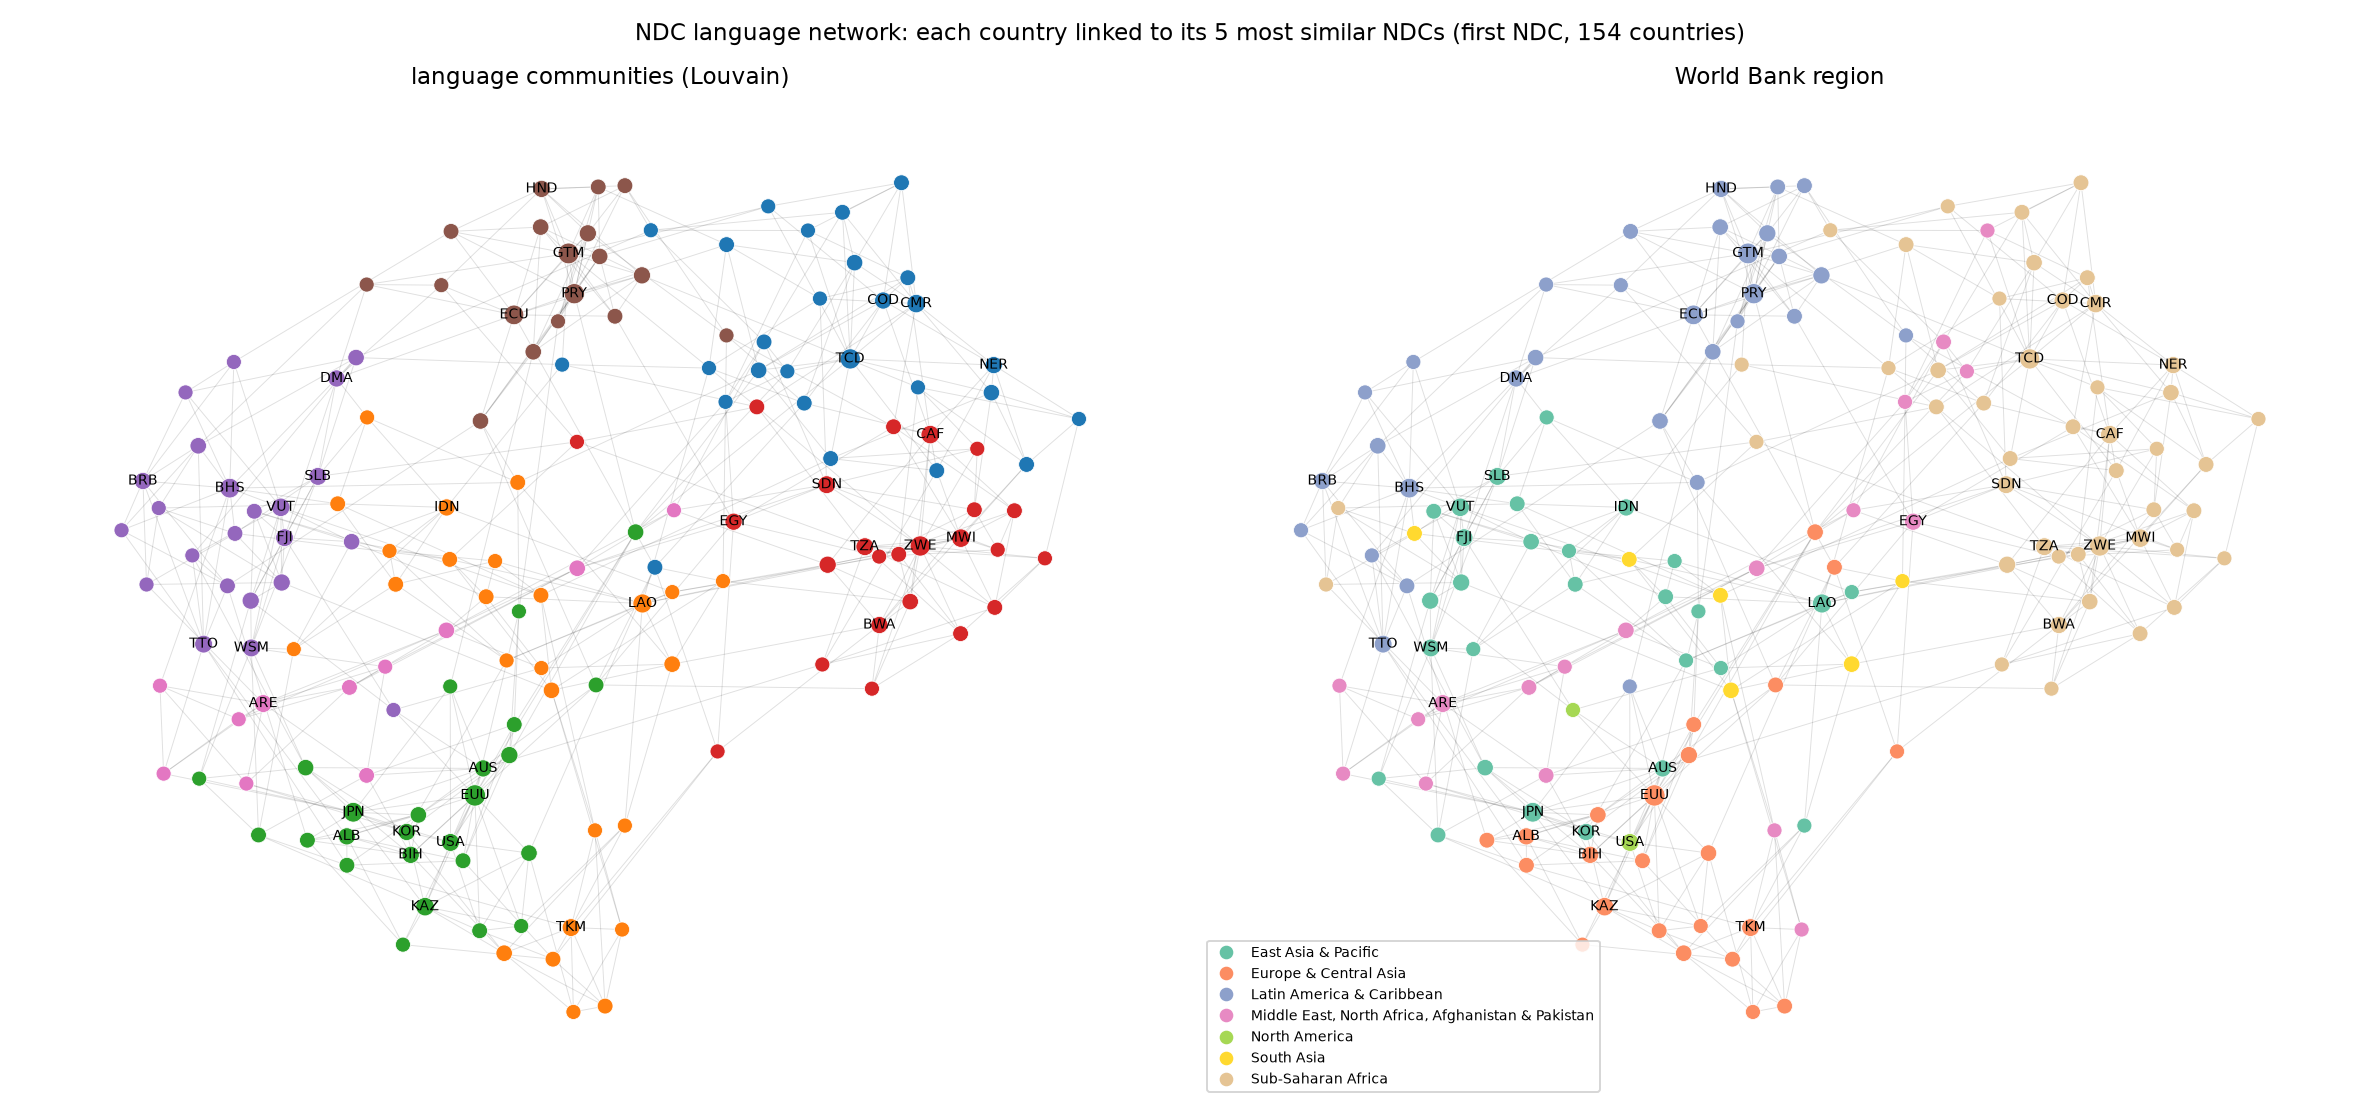 NDC language network: each country linked to its 5 most similar NDCs (first NDC, 154 countries)
language communities (Louvain)
HND
GTM
PRY
ECU
COD
CMR
TCD
NER
DMA
CAF
SLB
BRB
BHS
VUT
IDN
SDN
EGY
FJI
TZA
ZWE
MWI
LAO
BWA
TTO
WSM
ARE
AUS
EUU
JPN
KOR
ALB
USA
BIH
KAZ
TKM
World Bank region
HND
GTM
PRY
ECU
COD
CMR
TCD
NER
DMA
CAF
SLB
BRB
BHS
VUT
IDN
SDN
EGY
FJI
TZA
ZWE
MWI
LAO
BWA
TTO
WSM
ARE
AUS
EUU
JPN
KOR
ALB
USA
BIH
KAZ
TKM
East Asia & Pacific
Europe & Central Asia
Latin America & Caribbean
Middle East, North Africa, Afghanistan & Pakistan
North America
South Asia
Sub-Saharan Africa